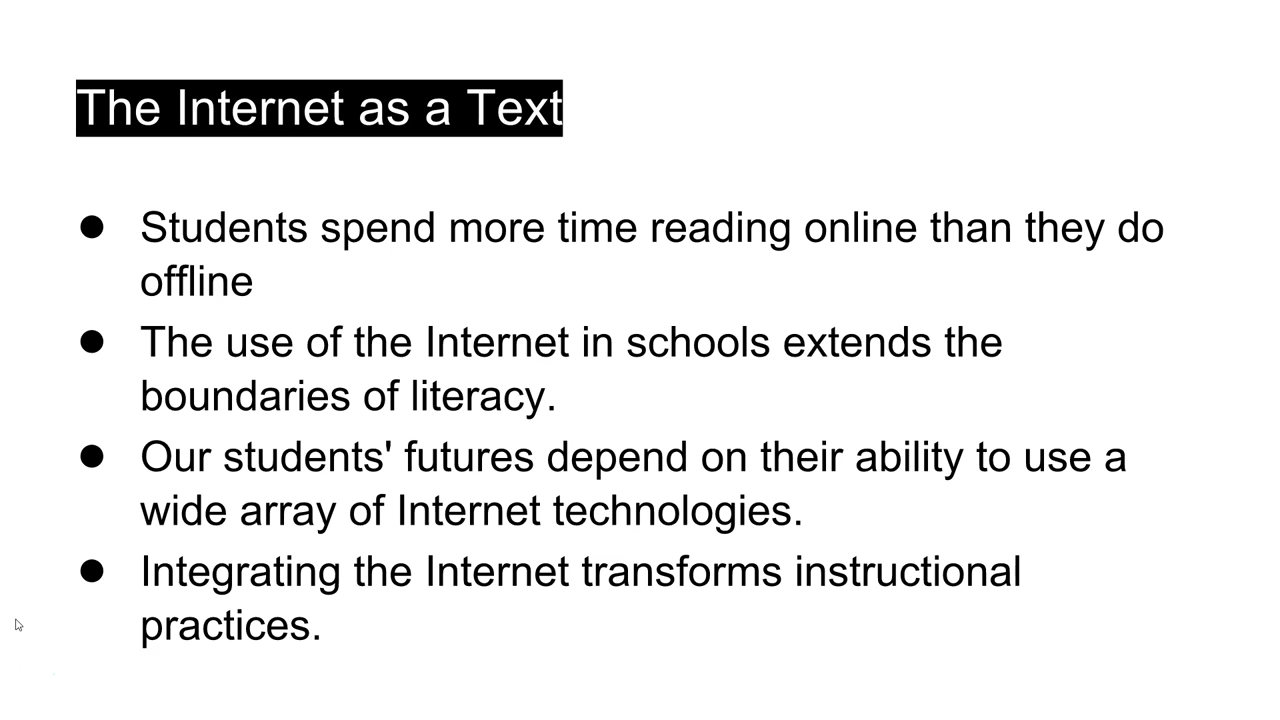 The Internet as a Text
● Students spend more time reading online than they do
offline
● The use of the Internet in schools extends the
boundaries of literacy.
● Our students' futures depend on their ability to use a
wide array of Internet technologies.
● Integrating the Internet transforms instructional
practices.